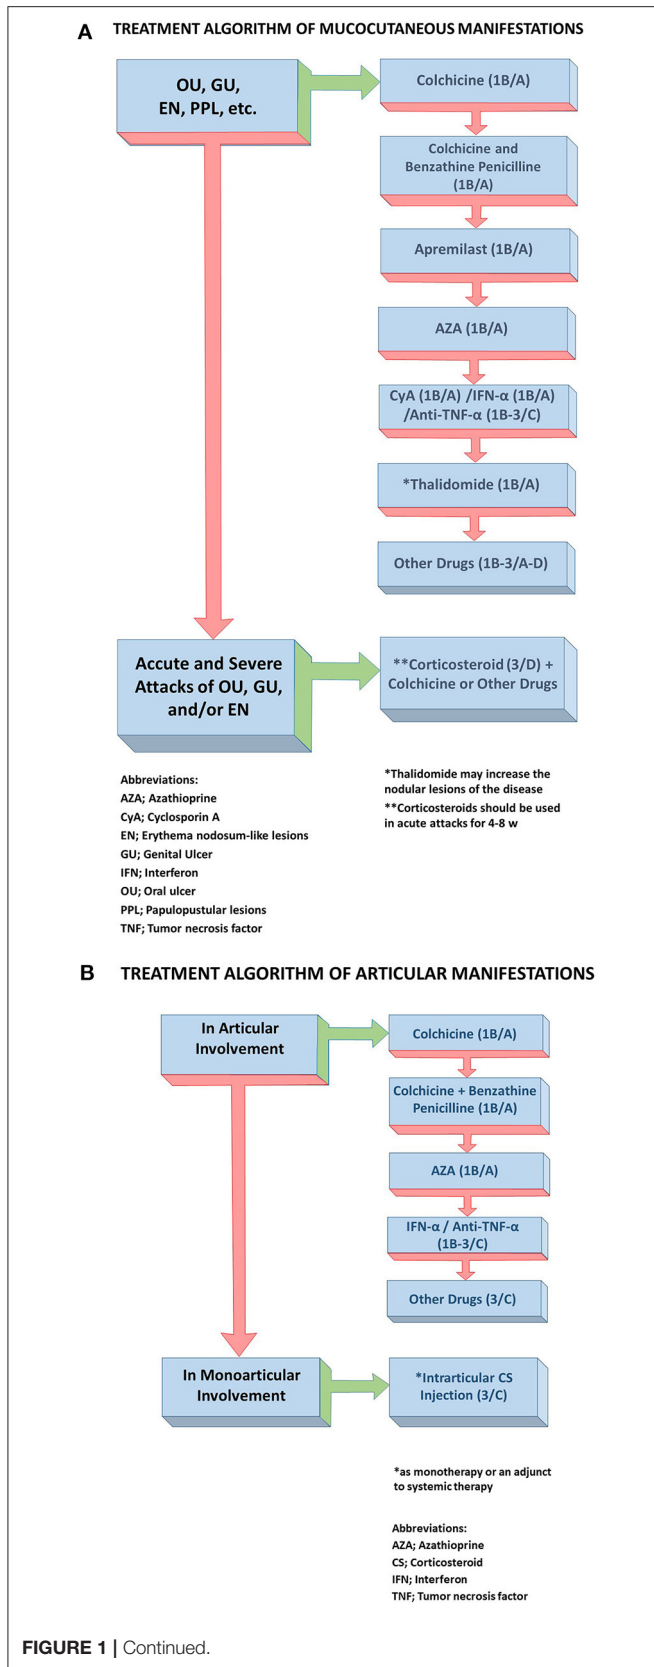 A TREATMENT ALGORITHM OF MUCOCUTANEOUS MANIFESTATIONS
OU, GU,
EN, PPL, etc.
Colchicine (1B/A)
Colchicine and
Benzathine Penicilline
(1B/A)
Apremilast (1B/A)
AZA (1B/A)
CyA (1B/A) /IFN-α (1B/A)
/Anti-TNF-α (1B-3/C)
*Thalidomide (1B/A)
Other Drugs (1B-3/A-D)
Accute and Severe
Attacks of OU, GU,
and/or EN
**Corticosteroid (3/D) +
Colchicine or Other Drugs
Abbreviations:
AZA; Azathioprine
CyA; Cyclosporin A
EN; Erythema nodosum-like lesions
GU; Genital Ulcer
IFN; Interferon
OU; Oral ulcer
PPL; Papulopustular lesions
TNF; Tumor necrosis factor
*Thalidomide may increase the
nodular lesions of the disease
**Corticosteroids should be used
in acute attacks for 4-8 w
B TREATMENT ALGORITHM OF ARTICULAR MANIFESTATIONS
In Articular
Involvement
Colchicine (1B/A)
Colchicine + Benzathine
Penicilline (1B/A)
AZA (1B/A)
IFN-α / Anti-TNF-α
(1B-3/C)
Other Drugs (3/C)
In Monoarticular
Involvement
*Intrarticular CS
Injection (3/C)
*as monotherapy or an adjunct
to systemic therapy
Abbreviations:
AZA; Azathioprine
CS; Corticosteroid
IFN; Interferon
TNF; Tumor necrosis factor
FIGURE 1 | Continued.